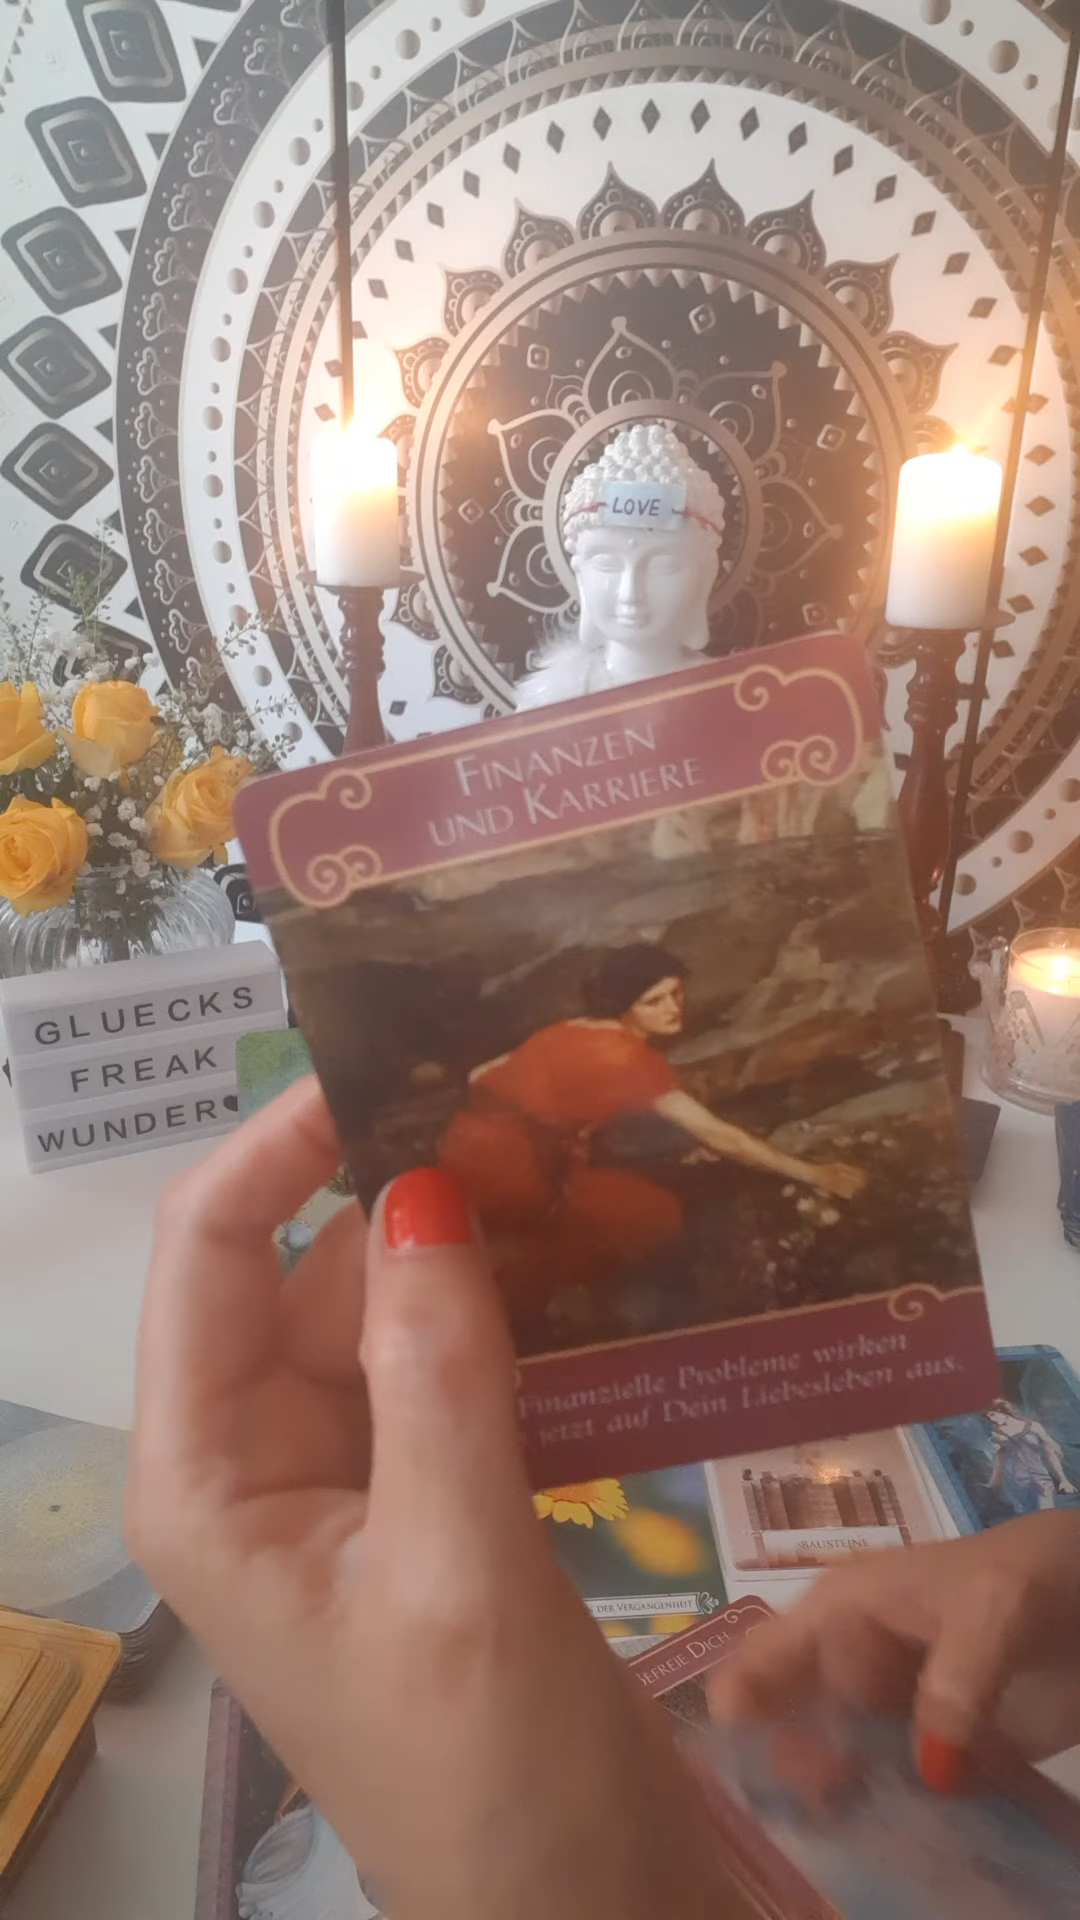 LOVE
FINANZEN
UND KARRIERE
GLUECKS
FREAK
WUNDER
Finanzielle Probleme wirken
jetzt auf Dein Liebesleben aus.
BAUSTEINE
DER VERGANGENHEIT
BEFREIE DICH